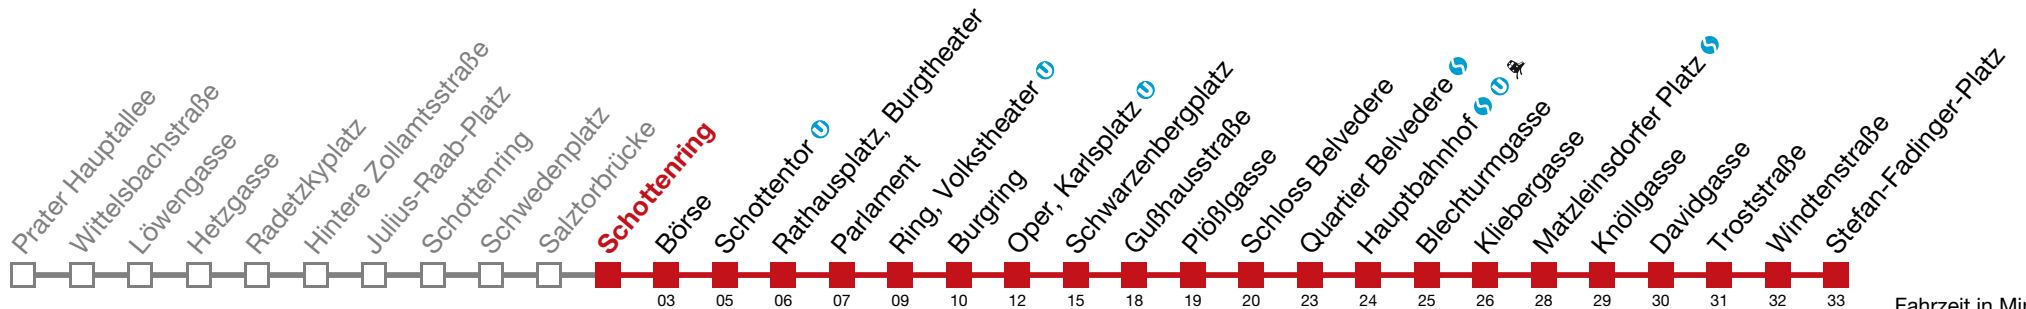 Prater Hauptallee
Wittelsbachstraße
Löwengasse
Hetzgasse
Radetzkyplatz
Hintere Zollamtsstraße
Julius-Raab-Platz
Schottenring
Schwedenplatz
Salztorbrücke
Schottenring
Börse
Schottentor U
Rathausplatz, Burgtheater
Parlament
Ring, Volkstheater U
Burgring
Oper, Karlsplatz U
Schwarzenbergplatz
Gußhausstraße
Plößlgasse
Schloss Belvedere
Quartier Belvedere S
Hauptbahnhof S U
Blechturmgasse
Kliebergasse
Matzleinsdorfer Platz S
Knöllgasse
Davidgasse
Troststraße
Windtenstraße
Stefan-Fadinger-Platz
03 05 06 07 09 10 12 15 18 19 20 23 24 25 26 28 29 30 31 32 33
Fahrzeit in